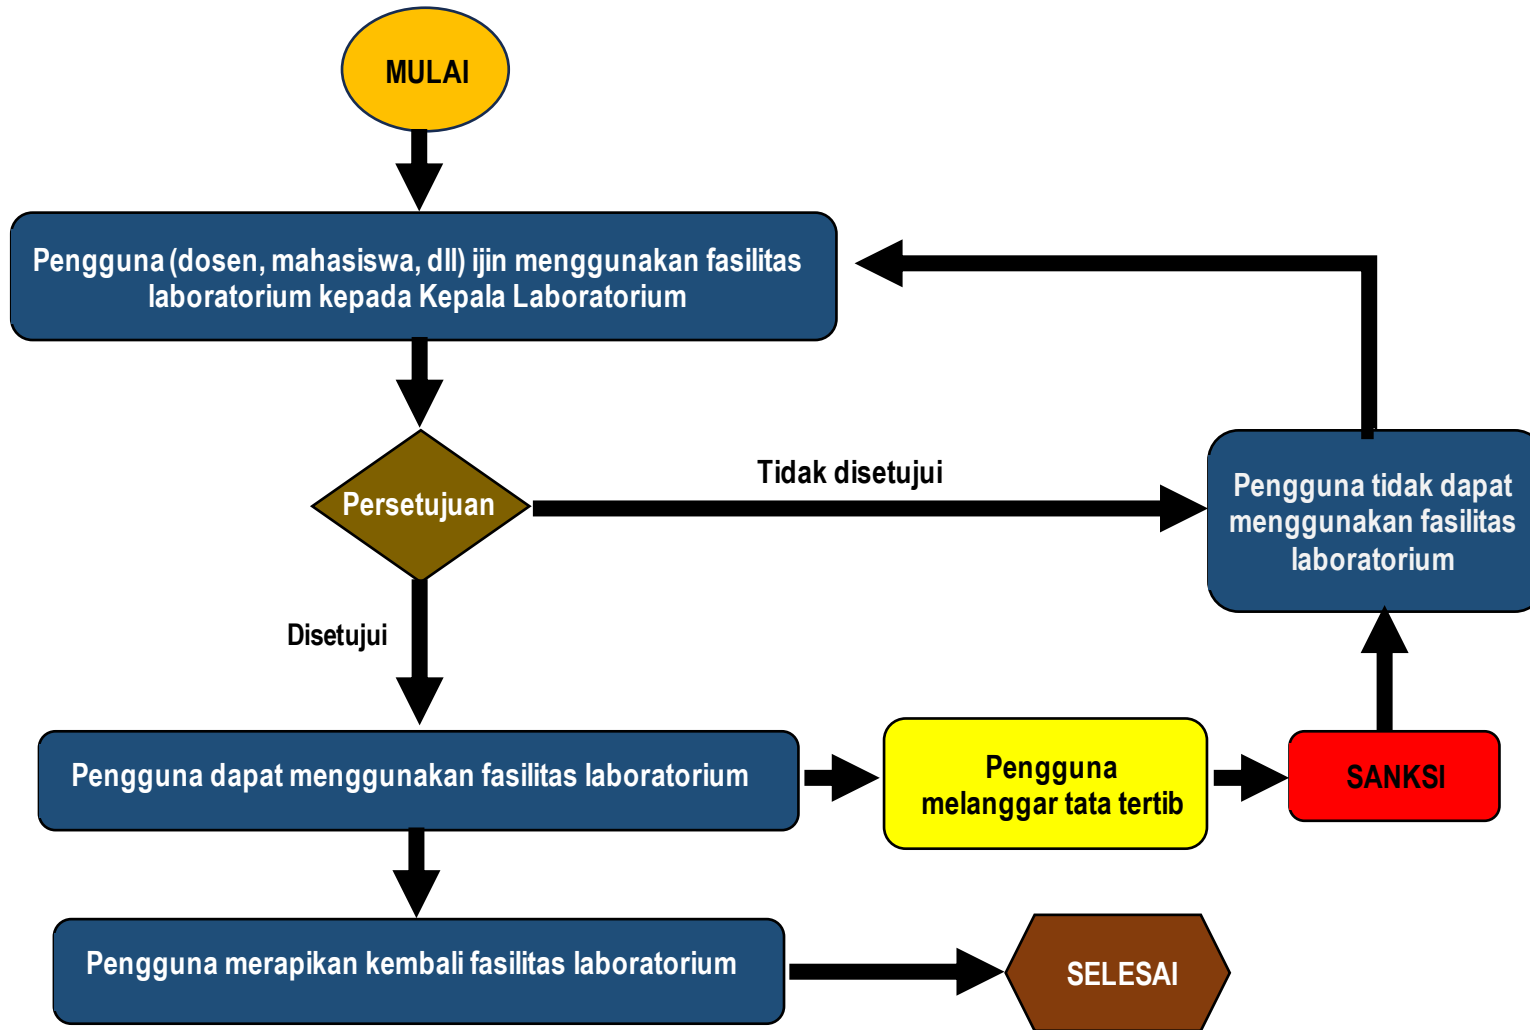 MULAI
Pengguna (dosen, mahasiswa, dll) ijin menggunakan fasilitas
laboratorium kepada Kepala Laboratorium
Persetujuan
Tidak disetujui
Pengguna tidak dapat
menggunakan fasilitas
laboratorium
Disetujui
Pengguna dapat menggunakan fasilitas laboratorium
Pengguna
melanggar tata tertib
SANKSI
Pengguna merapikan kembali fasilitas laboratorium
SELESAI